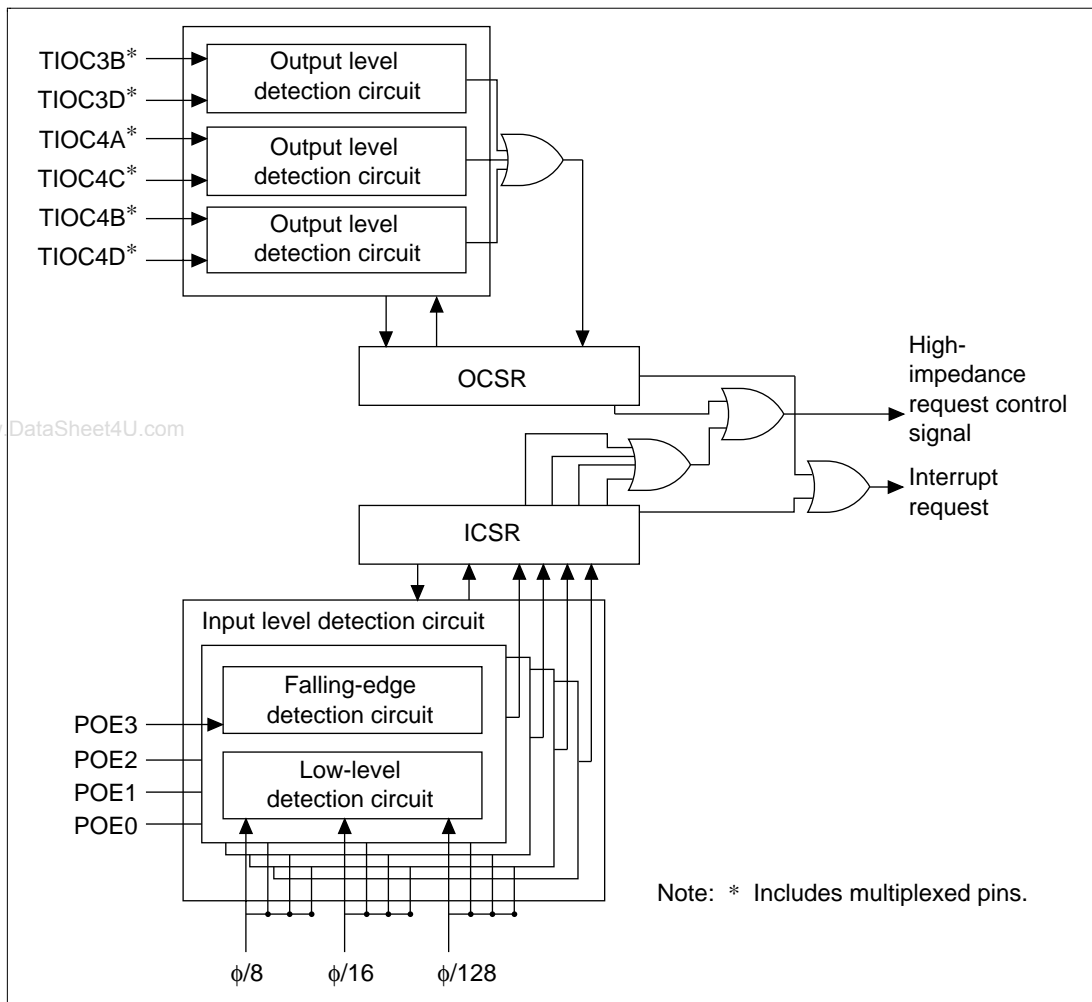 TIOC3B*
TIOC3D*
TIOC4A*
TIOC4C*
TIOC4B*
TIOC4D*
Output level
detection circuit
Output level
detection circuit
Output level
detection circuit
OCSR
High-
impedance
request control
signal
Interrupt
request
.DataSheet4U.com
ICSR
Input level detection circuit
Falling-edge
detection circuit
Low-level
detection circuit
POE3
POE2
POE1
POE0
Note: * Includes multiplexed pins.
ϕ/8
ϕ/16
ϕ/128